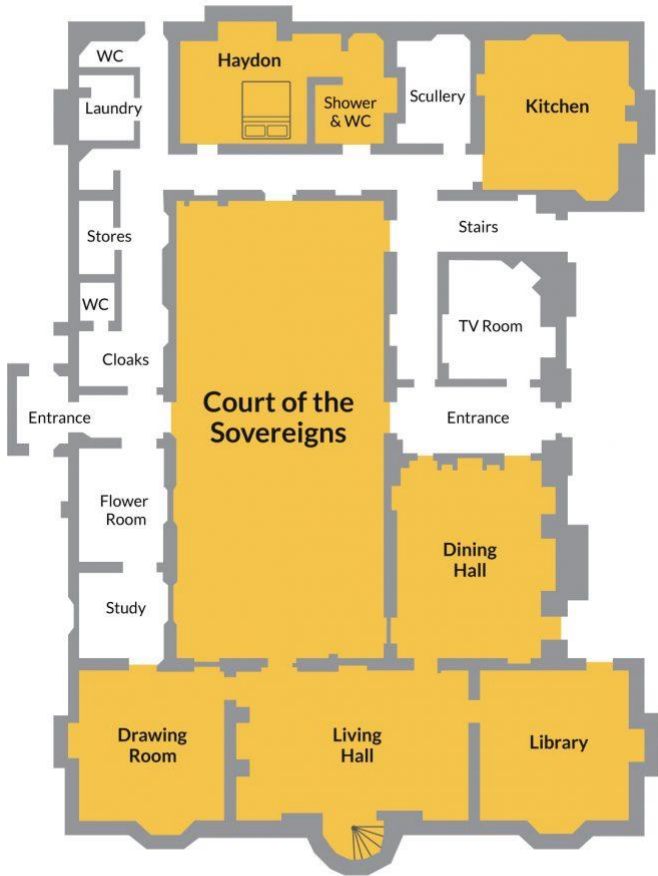 WC
Haydon
Laundry
Shower
& WC
Scullery
Kitchen
Stores
Stairs
WC
TV Room
Cloaks
Entrance
Court of the
Sovereigns
Entrance
Flower
Room
Dining
Hall
Study
Drawing
Room
Living
Hall
Library